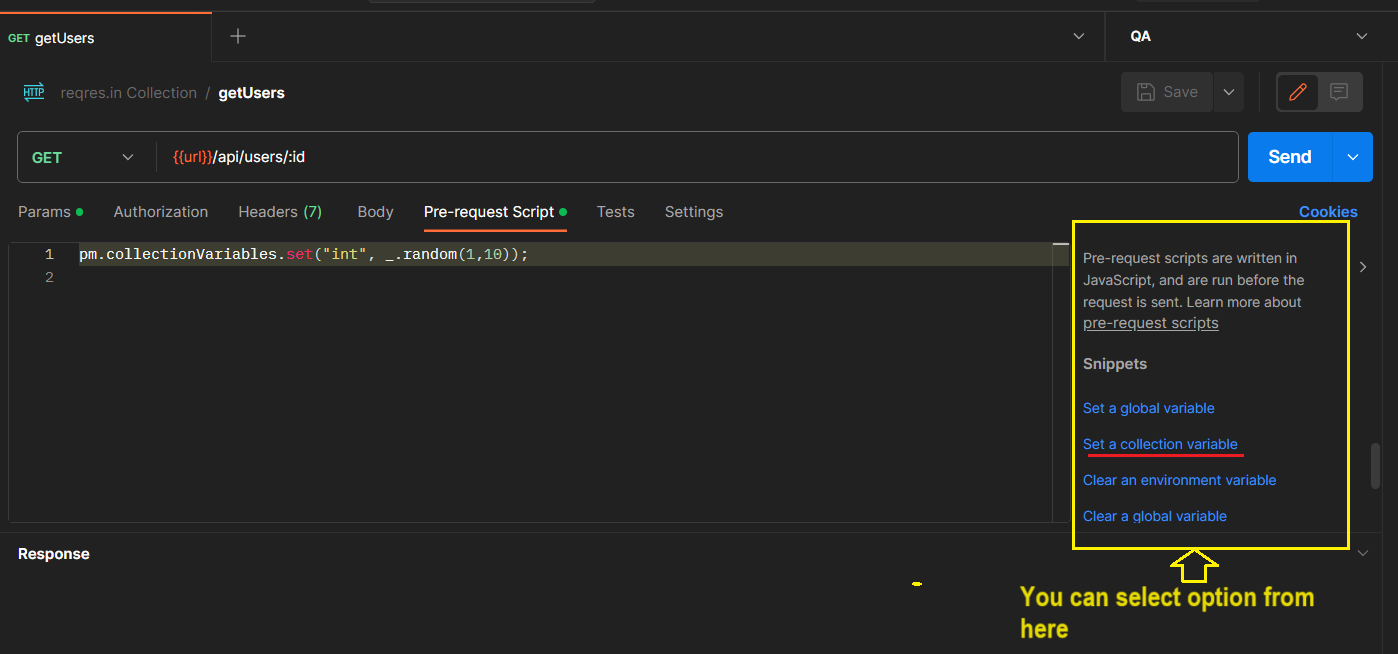 GET getUsers
QA
HTTP reqres.in Collection / getUsers
Save
GET {{url}}/api/users/:id
Send
Params Authorization Headers (7) Body Pre-request Script Tests Settings
Cookies
1 pm.collectionVariables.set("int", _.random(1,10));
2
Pre-request scripts are written in
JavaScript, and are run before the
request is sent. Learn more about
pre-request scripts
Snippets
Set a global variable
Set a collection variable
Clear an environment variable
Clear a global variable
Response
You can select option from
here